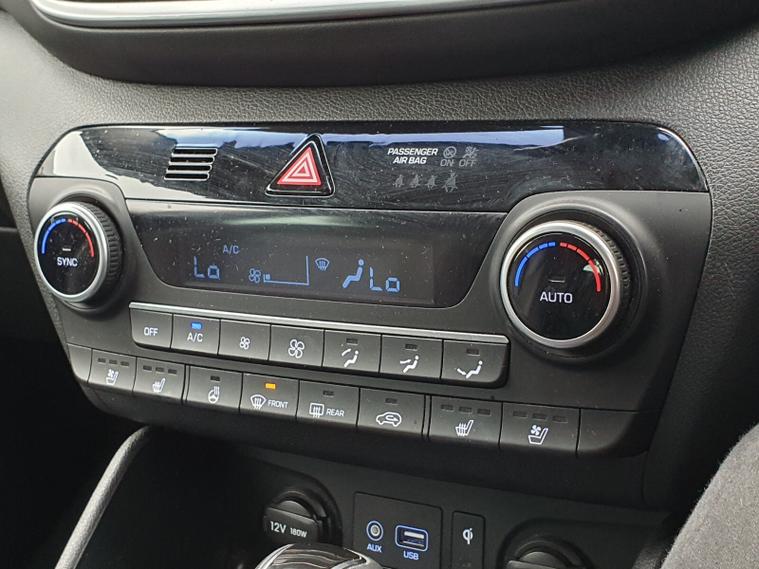 PASSENGER
AIR BAG
ON OFF
SYNC
Lo
A/C
Lo
AUTO
OFF
A/C
FRONT
REAR
12V 180W
AUX
USB